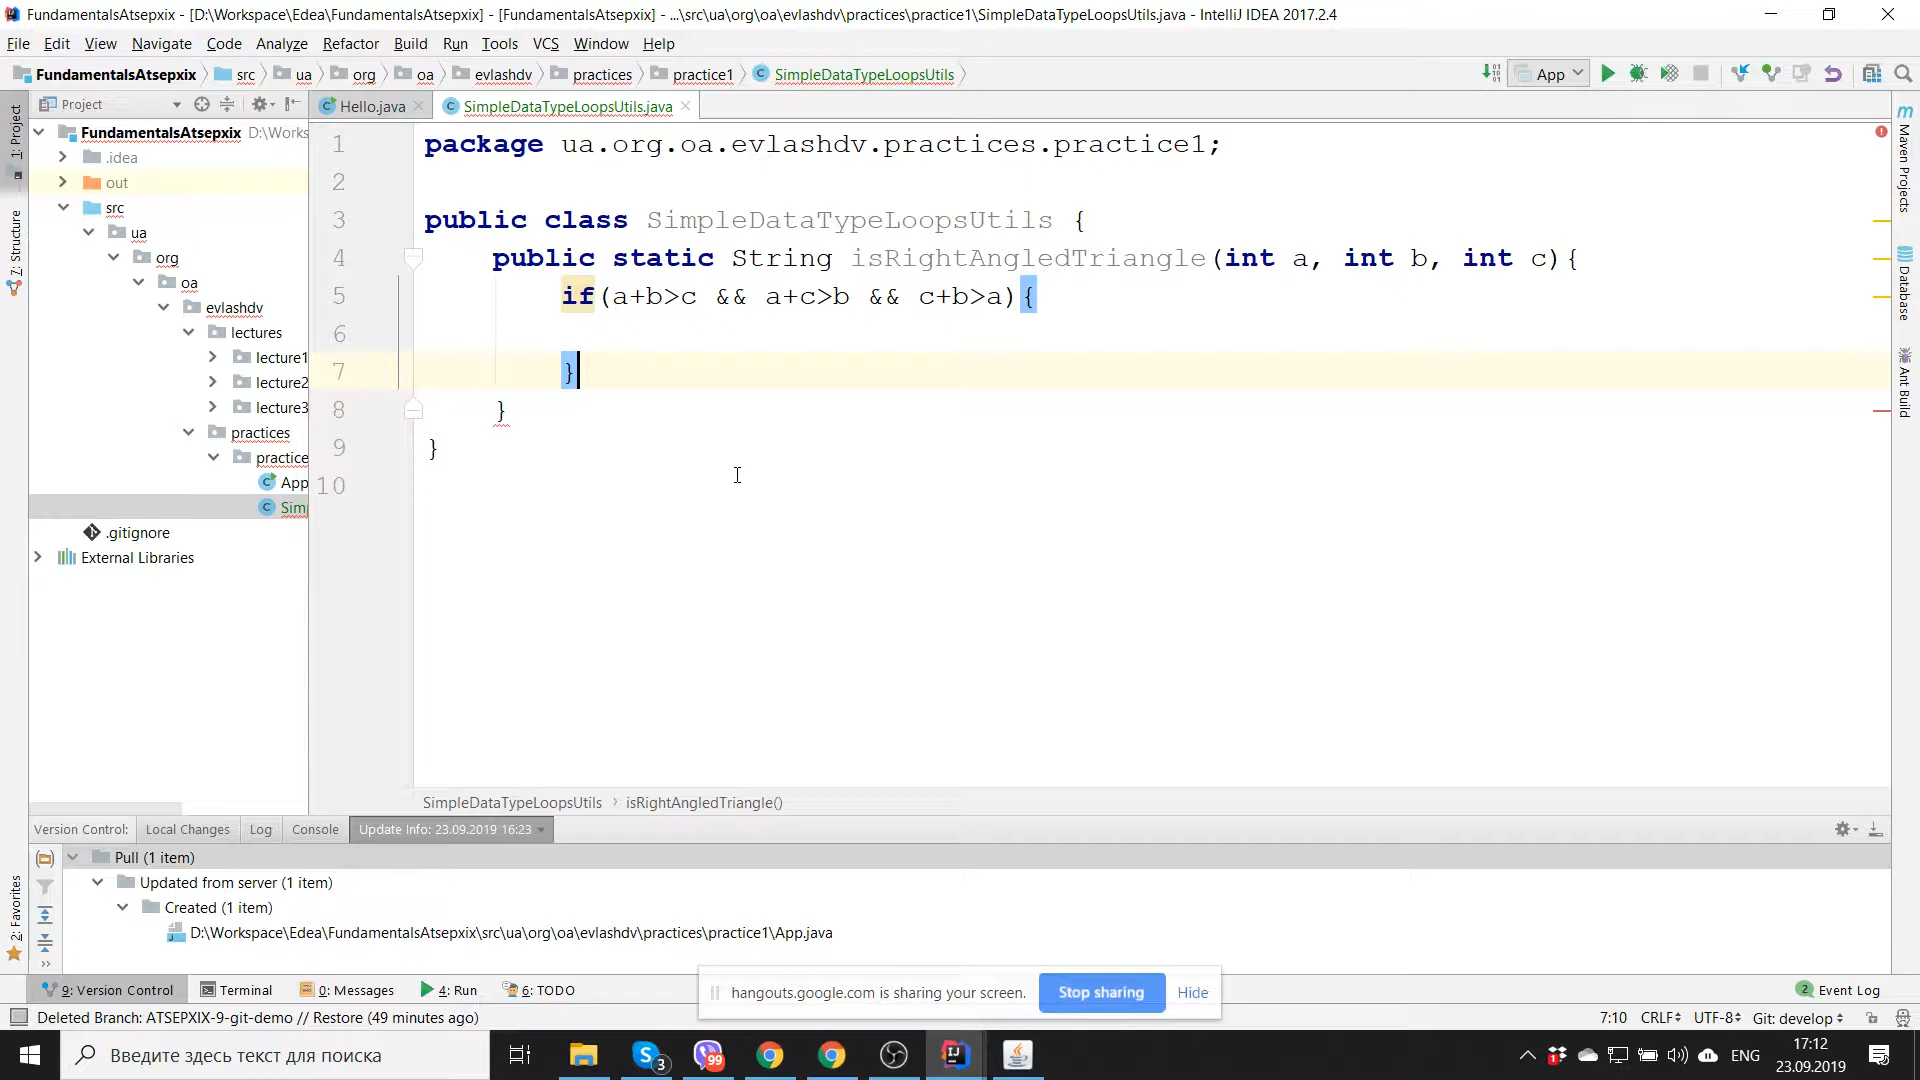 FundamentalsAtsepxix - [D:\Workspace\Edea\FundamentalsAtsepxix] - [FundamentalsAtsepxix] - ...\src\ua\org\oa\evlashdv\practices\practice1\SimpleDataTypeLoopsUtils.java - IntelliJ IDEA 2017.2.4
File Edit View Navigate Code Analyze Refactor Build Run Tools VCS Window Help
FundamentalsAtsepxix src ua org oa evlashdv practices practice1 SimpleDataTypeLoopsUtils App
Project Hello.java SimpleDataTypeLoopsUtils.java
1: Project
7: Structure
2: Favorites
FundamentalsAtsepxix D:\Works
.idea
out
src
ua
org
oa
evlashdv
lectures
lecture1
lecture2
lecture3
practices
practice
App
Sim
.gitignore
External Libraries
1 package ua.org.oa.evlashdv.practices.practice1;
2
3 public class SimpleDataTypeLoopsUtils {
4 public static String isRightAngledTriangle(int a, int b, int c){
5 if(a+b>c && a+c>b && c+b>a){
6
7 }
8 }
9 }
10
Maven Projects
Database
Ant Build
SimpleDataTypeLoopsUtils › isRightAngledTriangle()
Version Control: Local Changes Log Console Update Info: 23.09.2019 16:23
Pull (1 item)
Updated from server (1 item)
Created (1 item)
D:\Workspace\Edea\FundamentalsAtsepxix\src\ua\org\oa\evlashdv\practices\practice1\App.java
9: Version Control Terminal 0: Messages 4: Run 6: TODO 2 Event Log
hangouts.google.com is sharing your screen. Stop sharing Hide
Deleted Branch: ATSEPXIX-9-git-demo // Restore (49 minutes ago) 7:10 CRLF UTF-8 Git: develop
Введите здесь текст для поиска 3 99 ENG 17:12
23.09.2019